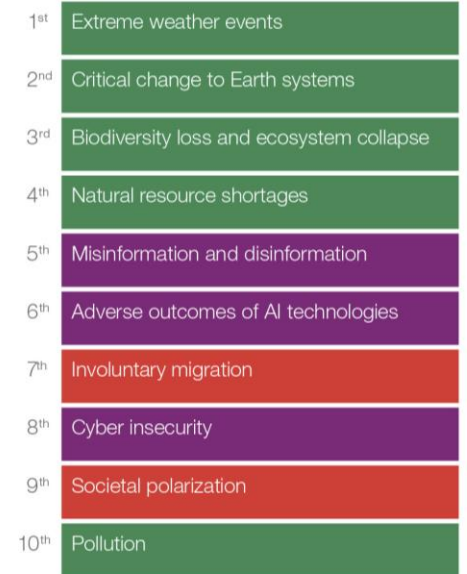 1st Extreme weather events
2nd Critical change to Earth systems
3rd Biodiversity loss and ecosystem collapse
4th Natural resource shortages
5th Misinformation and disinformation
6th Adverse outcomes of AI technologies
7th Involuntary migration
8th Cyber insecurity
9th Societal polarization
10th Pollution